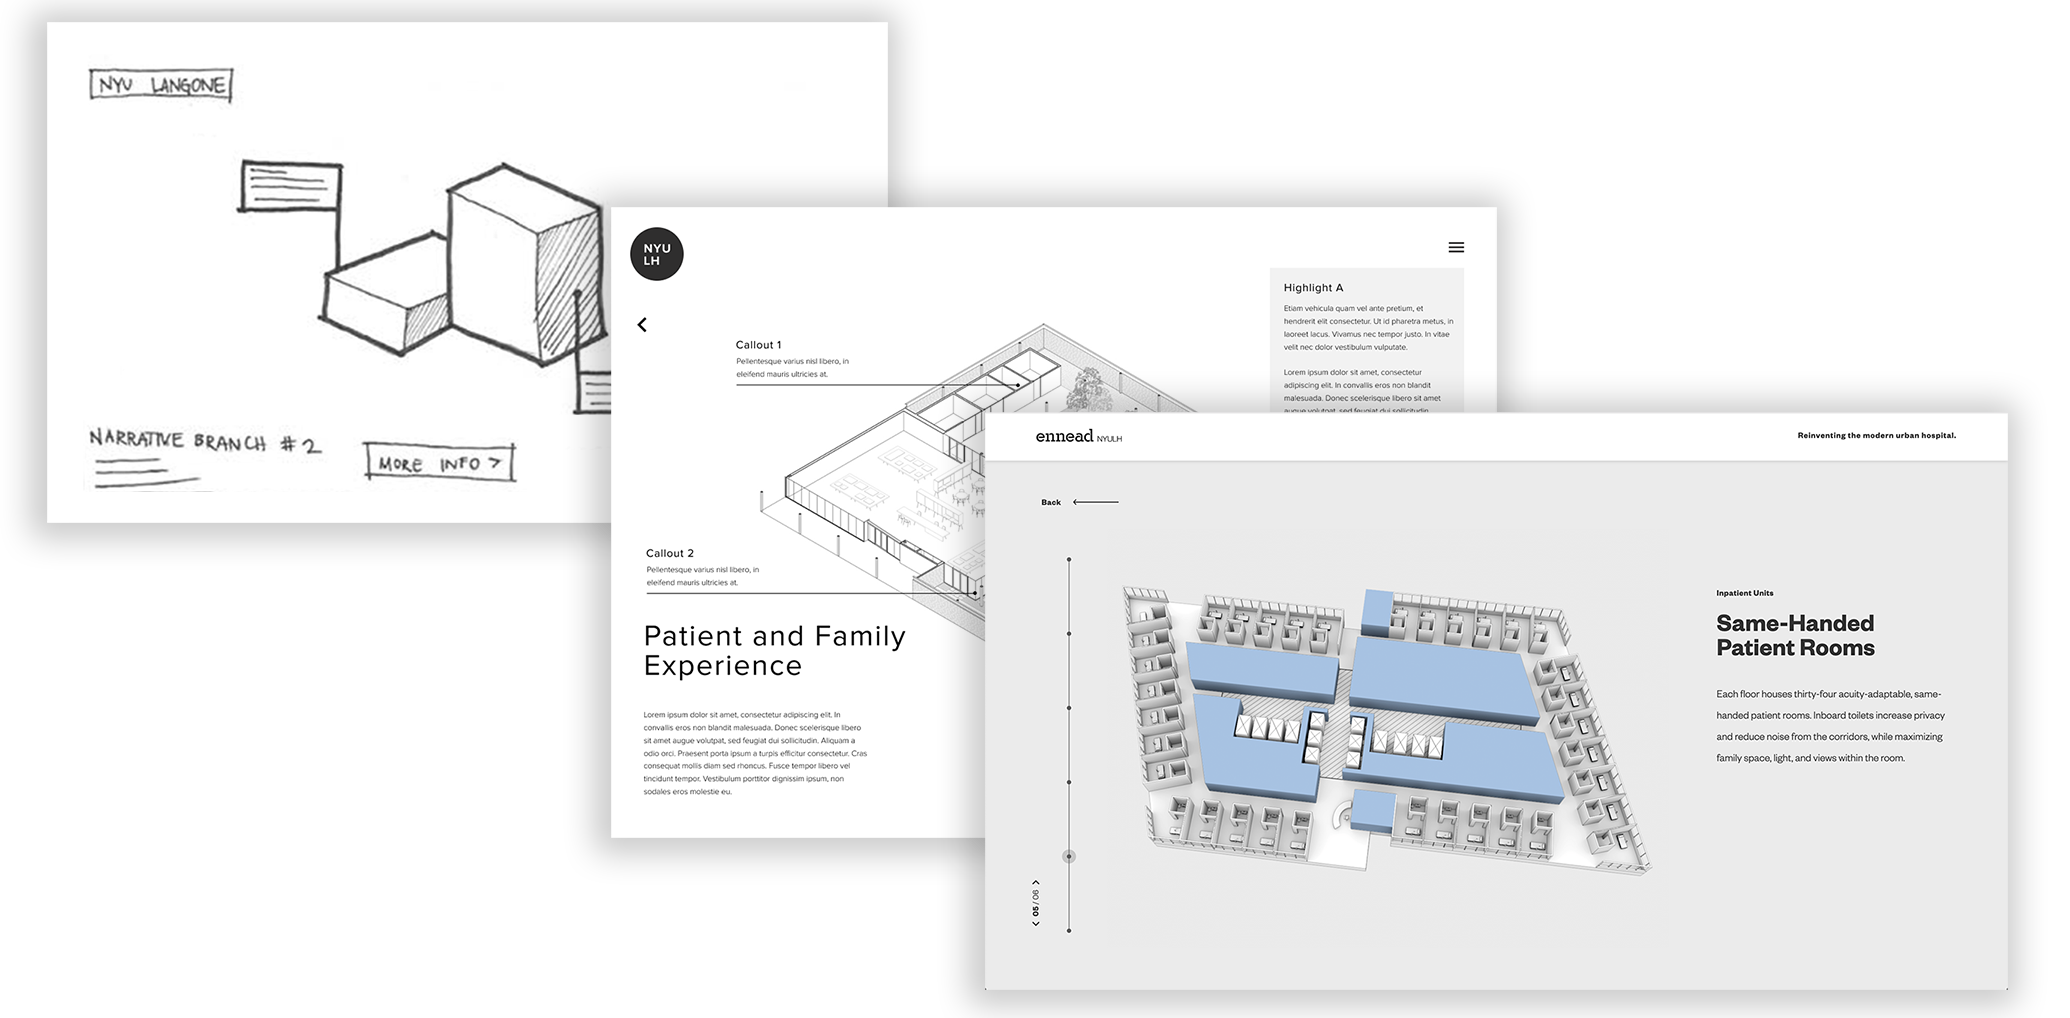 NYU LANGONE
NARRATIVE BRANCH #2
MORE INFO >
NYU
LH
Callout 1
Pellentesque varius nisl libero, in
eleifend mauris ultricies at.
Highlight A
Etiam vehicula quam vel ante pretium, et
hendrerit elit consectetur. Ut id pharetra metus, in
laoreet lacus. Vivamus nec tempor justo. In vitae
velit nec dolor vestibulum vulputate.
Lorem ipsum dolor sit amet, consectetur
adipiscing elit. In convallis eros non blandit
malesuada. Donec scelerisque libero sit amet
augue volutpat, sed feugiat dui sollicitudin.
Callout 2
Pellentesque varius nisl libero, in
eleifend mauris ultricies at.
Patient and Family
Experience
Lorem ipsum dolor sit amet, consectetur adipiscing elit. In
convallis eros non blandit malesuada. Donec scelerisque libero
sit amet augue volutpat, sed feugiat dui sollicitudin. Aliquam a
odio orci. Praesent porta ipsum a turpis efficitur consectetur. Cras
consequat mollis diam sed rhoncus. Fusce tempor libero vel
tincidunt tempor. Vestibulum porttitor dignissim ipsum, non
sodales eros molestie eu.
ennead NYULH
Reinventing the modern urban hospital.
Back
05 / 06
Inpatient Units
Same-Handed
Patient Rooms
Each floor houses thirty-four acuity-adaptable, same-
handed patient rooms. Inboard toilets increase privacy
and reduce noise from the corridors, while maximizing
family space, light, and views within the room.